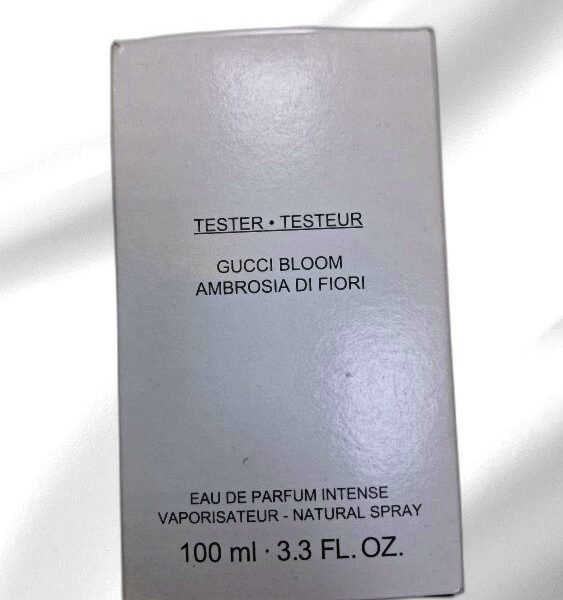 TESTER • TESTEUR
GUCCI BLOOM
AMBROSIA DI FIORI
EAU DE PARFUM INTENSE
VAPORISATEUR - NATURAL SPRAY
100 ml · 3.3 FL. OZ.